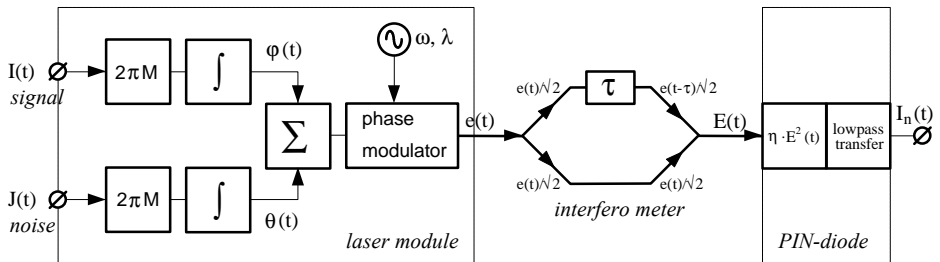 I(t)
signal
2πM
∫
φ(t)
ω, λ
Σ
phase
modulator
e(t)
J(t)
noise
2πM
∫
θ(t)
laser module
e(t)/√2
τ
e(t-τ)/√2
e(t)/√2
e(t)/√2
E(t)
interfero meter
η·E²(t)
lowpass
transfer
Iₙ(t)
PIN-diode